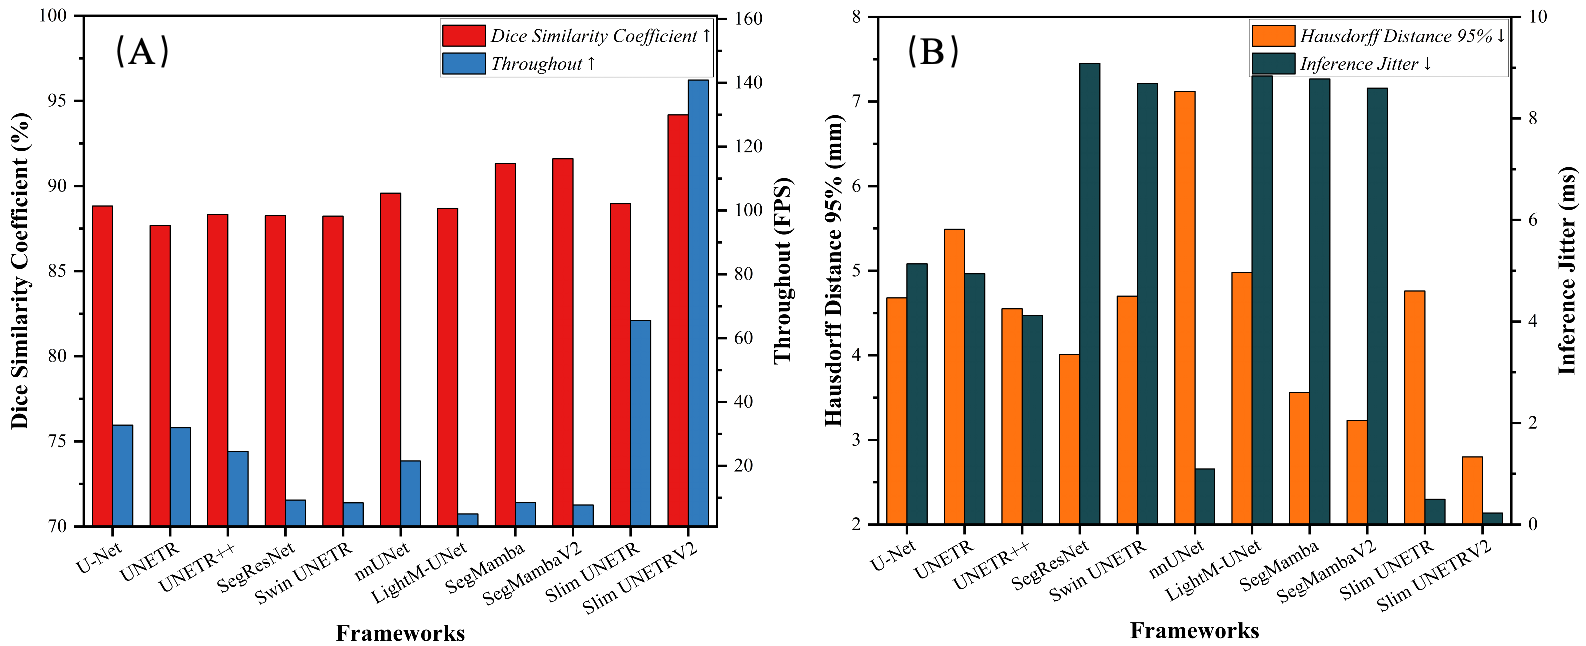 (A)
Dice Similarity Coefficient ↑
Throughout ↑
Dice Similarity Coefficient (%)
100
95
90
85
80
75
70
Throughout (FPS)
160
140
120
100
80
60
40
20
U-Net
UNETR
UNETR++
SegResNet
Swin UNETR
nnUNet
LightM-UNet
SegMamba
SegMambaV2
Slim UNETR
Slim UNETRV2
Frameworks
(B)
Hausdorff Distance 95% ↓
Inference Jitter ↓
Hausdorff Distance 95% (mm)
8
7
6
5
4
3
2
Inference Jitter (ms)
10
8
6
4
2
0
U-Net
UNETR
UNETR++
SegResNet
Swin UNETR
nnUNet
LightM-UNet
SegMamba
SegMambaV2
Slim UNETR
Slim UNETRV2
Frameworks